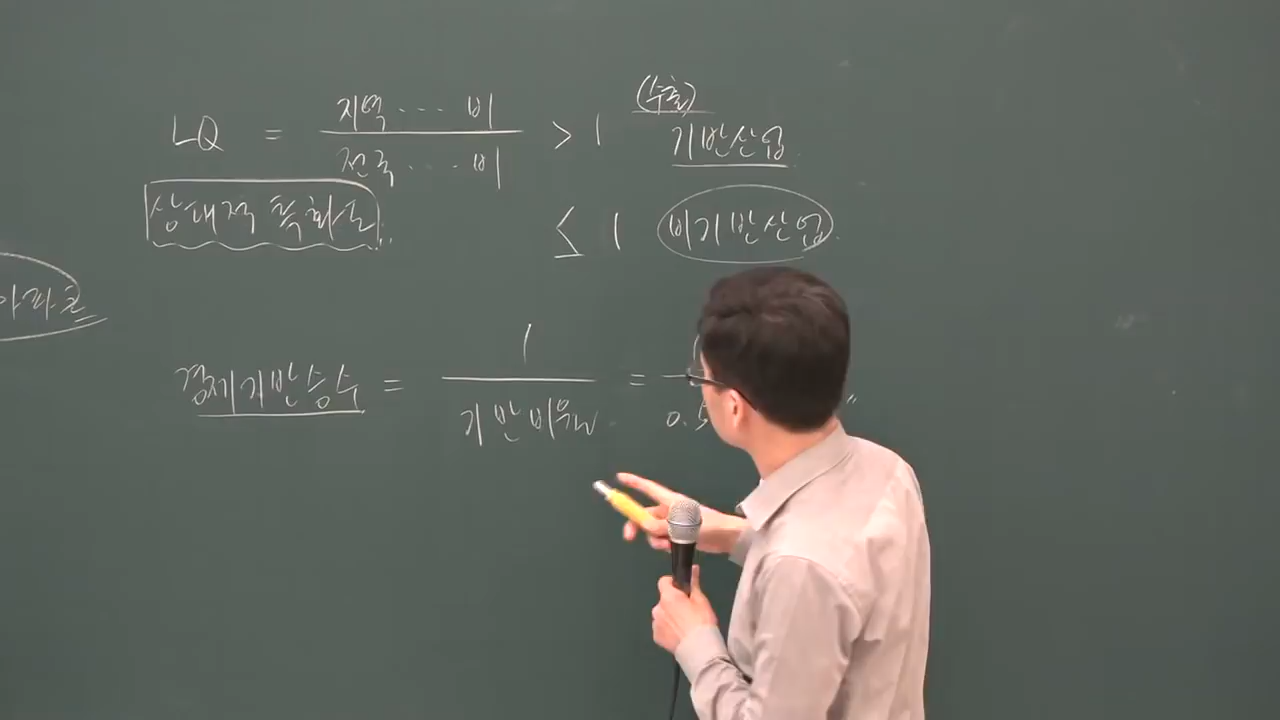 (수출)
LQ = 지역 ··· 비 / 전국 ··· 비 > 1 기반산업
상대적 특화도
≤ 1 비기반산업
아파트
경제기반승수 = 1 / 기반비율 = 1 / 0.5